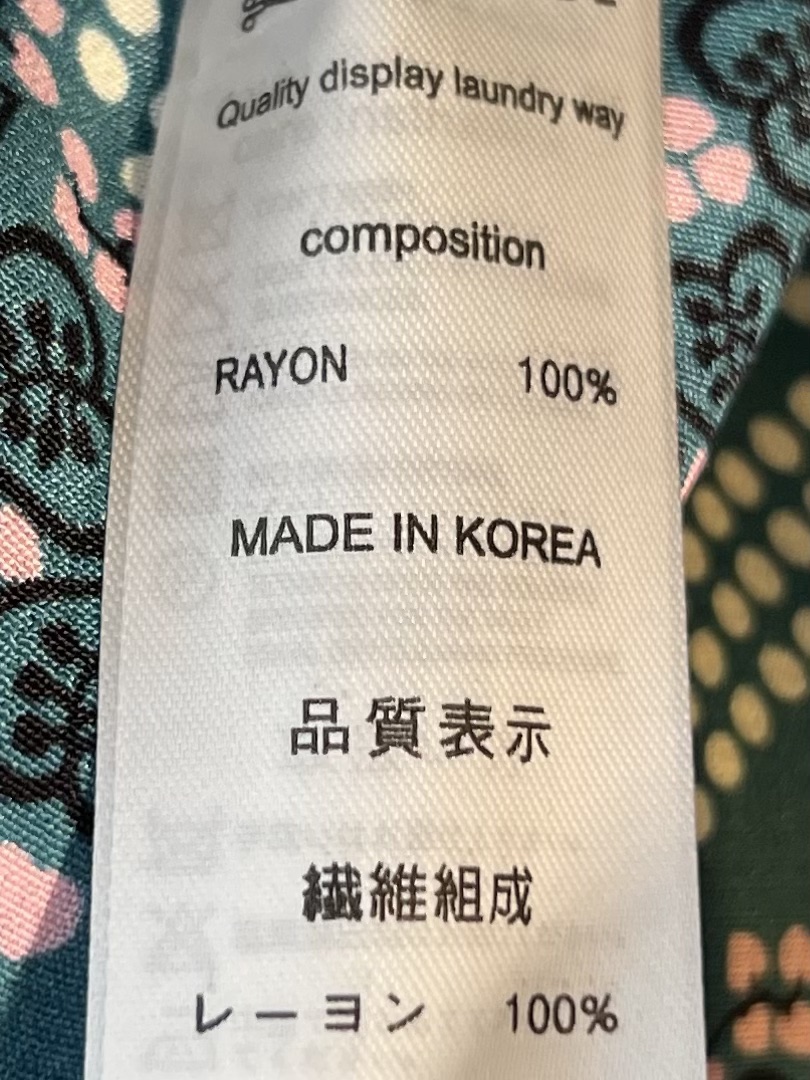 Quality display laundry way
composition
RAYON 100%
MADE IN KOREA
品質表示
繊維組成
レーヨン 100%